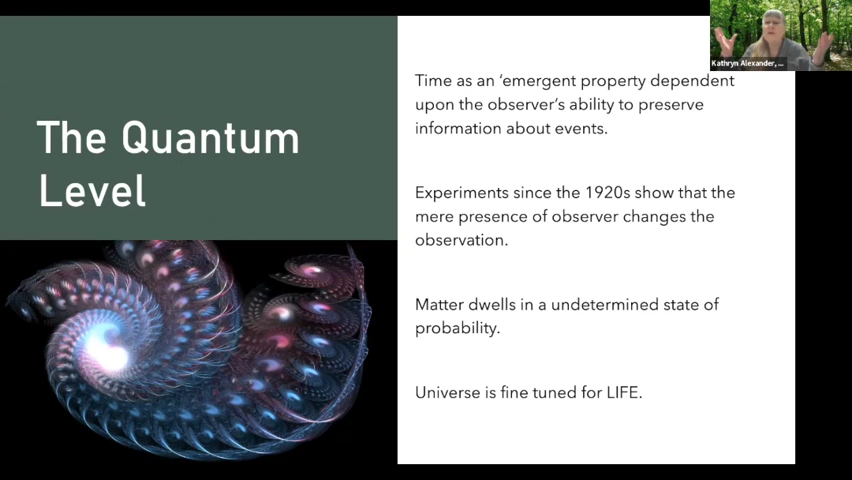 Kathryn Alexander, ...
The Quantum
Level
Time as an ‘emergent property dependent
upon the observer’s ability to preserve
information about events.
Experiments since the 1920s show that the
mere presence of observer changes the
observation.
Matter dwells in a undetermined state of
probability.
Universe is fine tuned for LIFE.